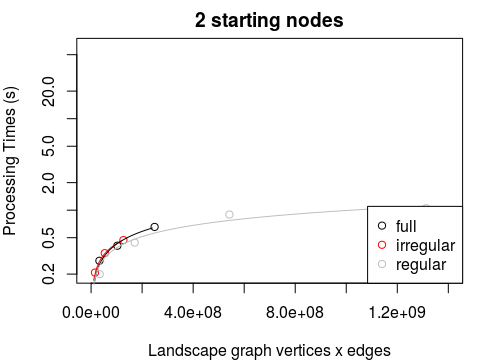 2 starting nodes
Processing Times (s)
20.0
5.0
2.0
0.5
0.2
full
irregular
regular
0.0e+00 4.0e+08 8.0e+08 1.2e+09
Landscape graph vertices x edges